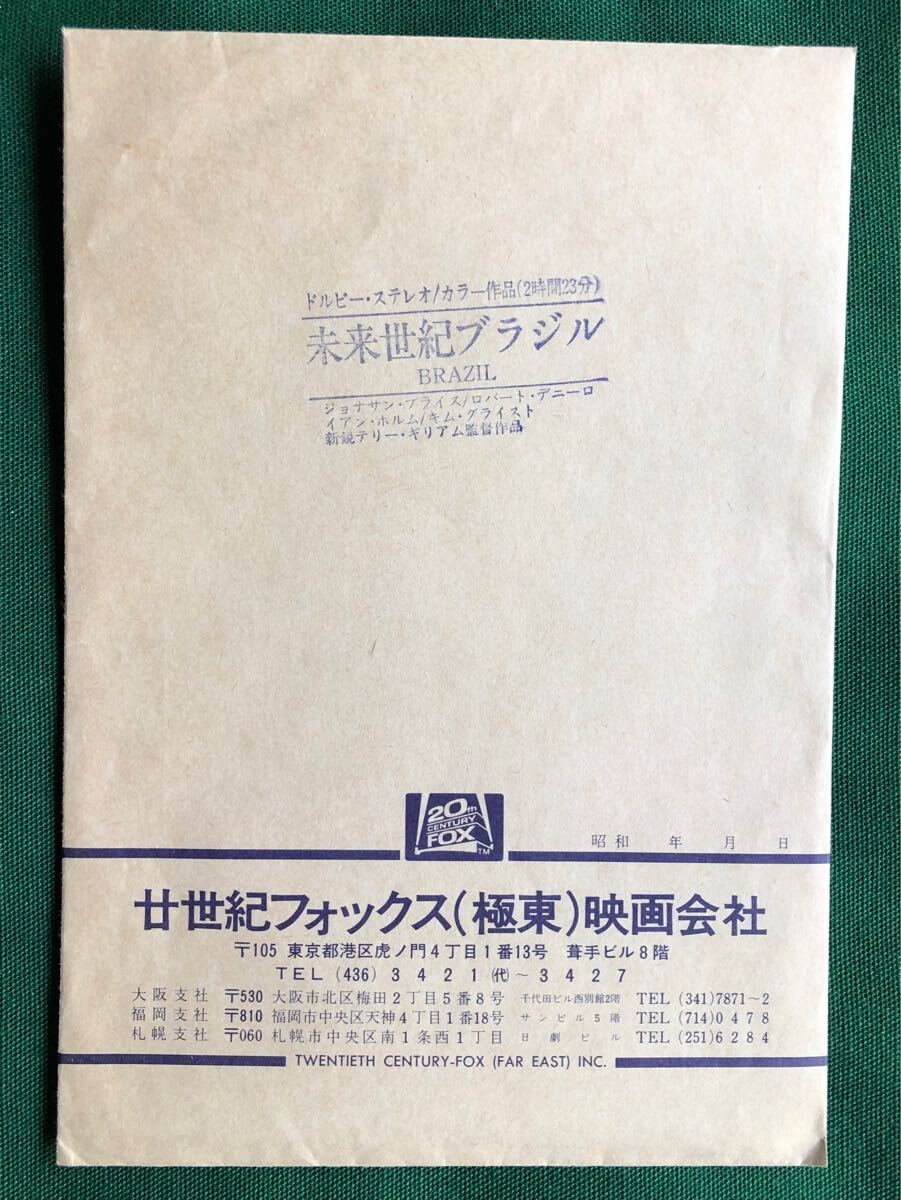 ドルビー・ステレオ/カラー作品(2時間23分)
未来世紀ブラジル
BRAZIL
ジョナサン・プライス/ロバート・デニーロ
イアン・ホルム/キム・グライスト
新鋭テリー・ギリアム監督作品
20th
CENTURY
FOX
TM
昭和 年 月 日
廿世紀フォックス(極東)映画会社
〒105 東京都港区虎ノ門4丁目1番13号 葺手ビル8階
TEL (436) 3421㈹〜3427
大阪支社 〒530 大阪市北区梅田2丁目5番8号 千代田ビル西別館2階 TEL (341)7871〜2
福岡支社 〒810 福岡市中央区天神4丁目1番18号 サンビル5階 TEL (714)0478
札幌支社 〒060 札幌市中央区南1条西1丁目 日劇ビル TEL (251)6284
TWENTIETH CENTURY-FOX (FAR EAST) INC.